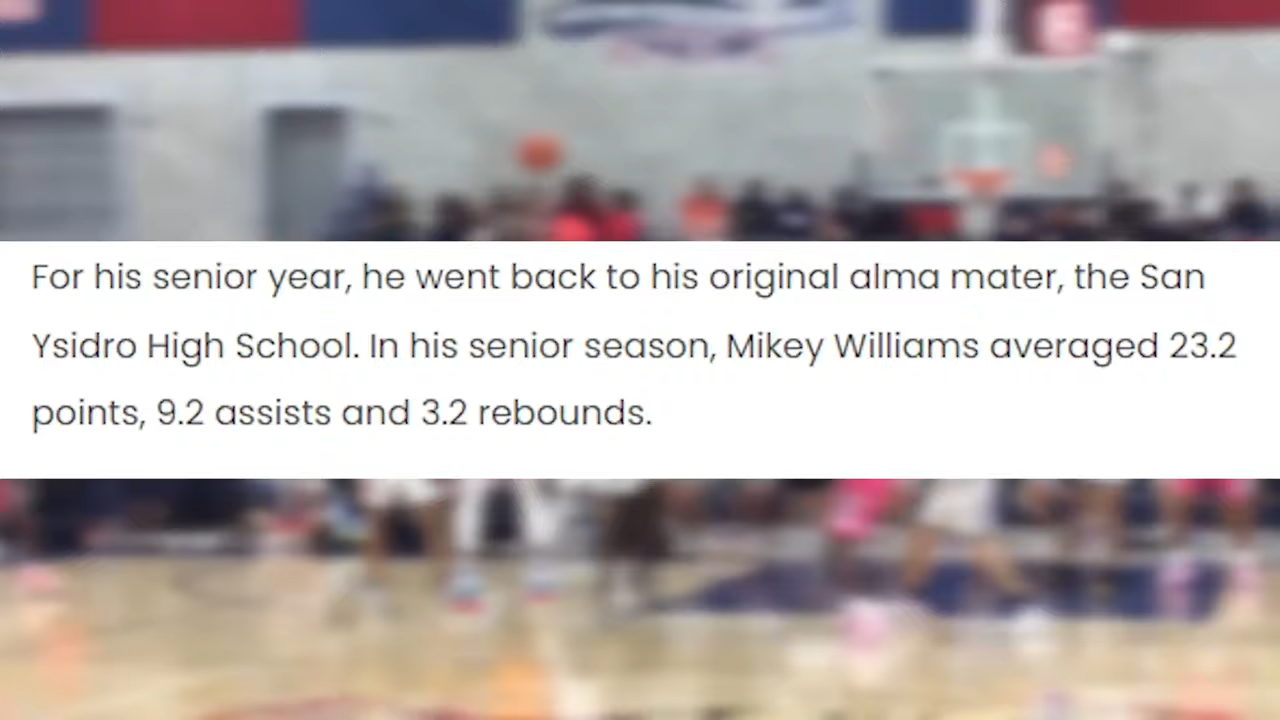 For his senior year, he went back to his original alma mater, the San
Ysidro High School. In his senior season, Mikey Williams averaged 23.2
points, 9.2 assists and 3.2 rebounds.